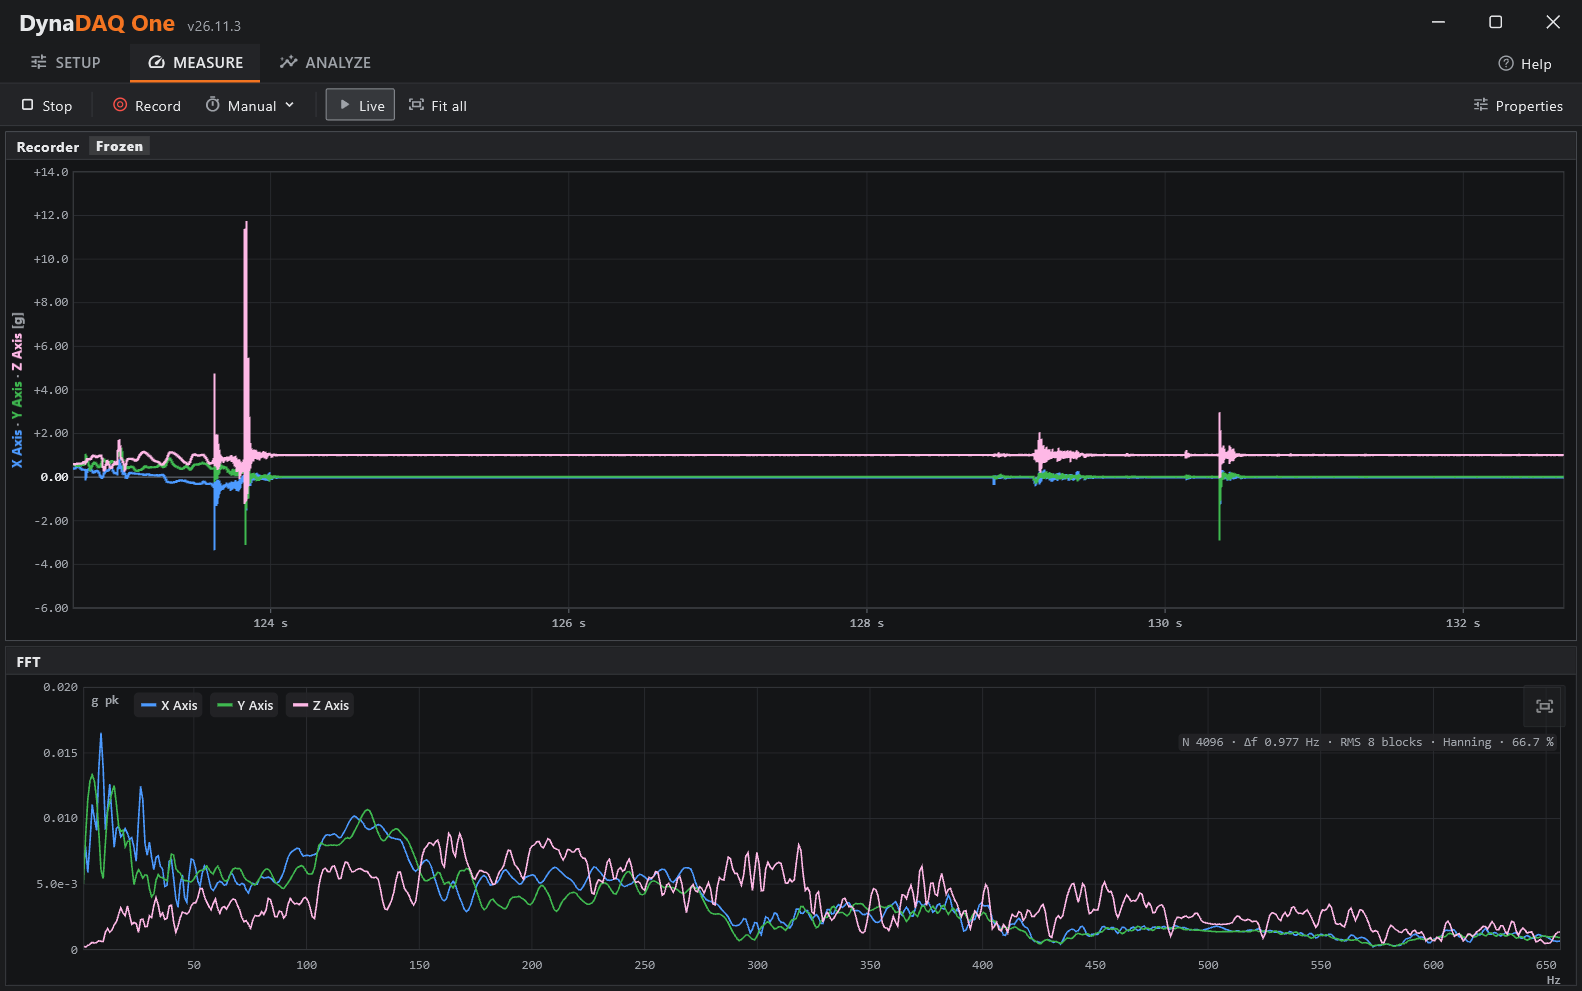 DynaDAQ One v26.11.3
SETUP MEASURE ANALYZE Help
Stop Record Manual Live Fit all Properties
Recorder Frozen
X Axis · Y Axis · Z Axis [g]
+14.0
+12.0
+10.0
+8.00
+6.00
+4.00
+2.00
0.00
-2.00
-4.00
-6.00
124 s 126 s 128 s 130 s 132 s
FFT
g pk X Axis Y Axis Z Axis
N 4096 · Δf 0.977 Hz · RMS 8 blocks · Hanning · 66.7 %
0.020
0.015
0.010
5.0e-3
0
50 100 150 200 250 300 350 400 450 500 550 600 650
Hz